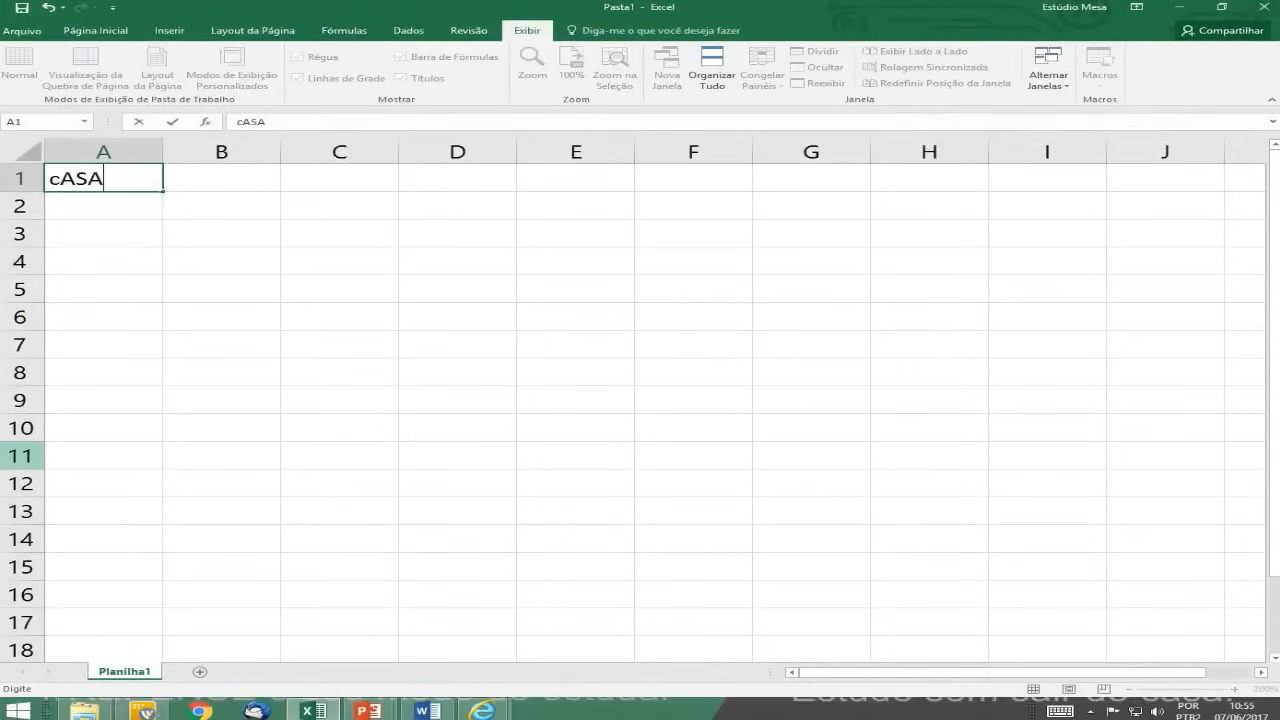 Pasta1 - Excel
Estúdio Mesa
Arquivo Página Inicial Inserir Layout da Página Fórmulas Dados Revisão Exibir Diga-me o que você deseja fazer Compartilhar
Normal
Visualização da Quebra de Página
Layout da Página
Modos de Exibição Personalizados
Modos de Exibição de Pasta de Trabalho
Régua
Barra de Fórmulas
Linhas de Grade
Títulos
Mostrar
Zoom
100%
Zoom na Seleção
Zoom
Nova Janela
Organizar Tudo
Congelar Painéis
Dividir
Ocultar
Reexibir
Exibir Lado a Lado
Rolagem Sincronizada
Redefinir Posição da Janela
Alternar Janelas
Janela
Macros
Macros
A1
fx
cASA
A B C D E F G H I J
1 cASA
2
3
4
5
6
7
8
9
10
11
12
13
14
15
16
17
18
Planilha1
Digite
200%
POR
PTB2
10:55
07/06/2017